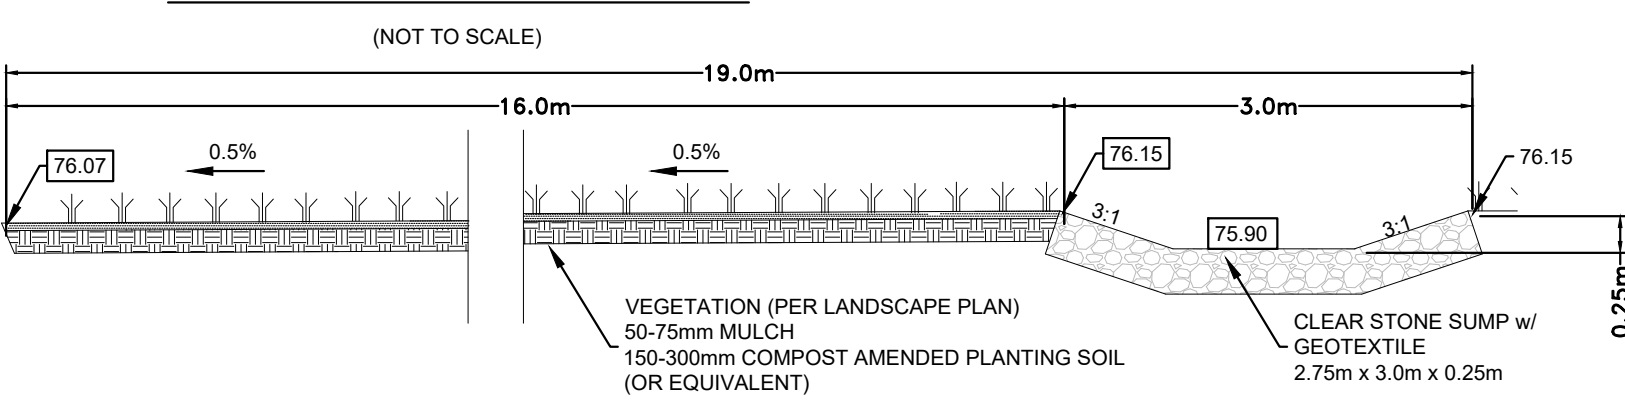 (NOT TO SCALE)
19.0m
16.0m
3.0m
76.07
0.5%
0.5%
76.15
76.15
3:1
3:1
75.90
0.25m
VEGETATION (PER LANDSCAPE PLAN)
50-75mm MULCH
150-300mm COMPOST AMENDED PLANTING SOIL
(OR EQUIVALENT)
CLEAR STONE SUMP w/
GEOTEXTILE
2.75m x 3.0m x 0.25m